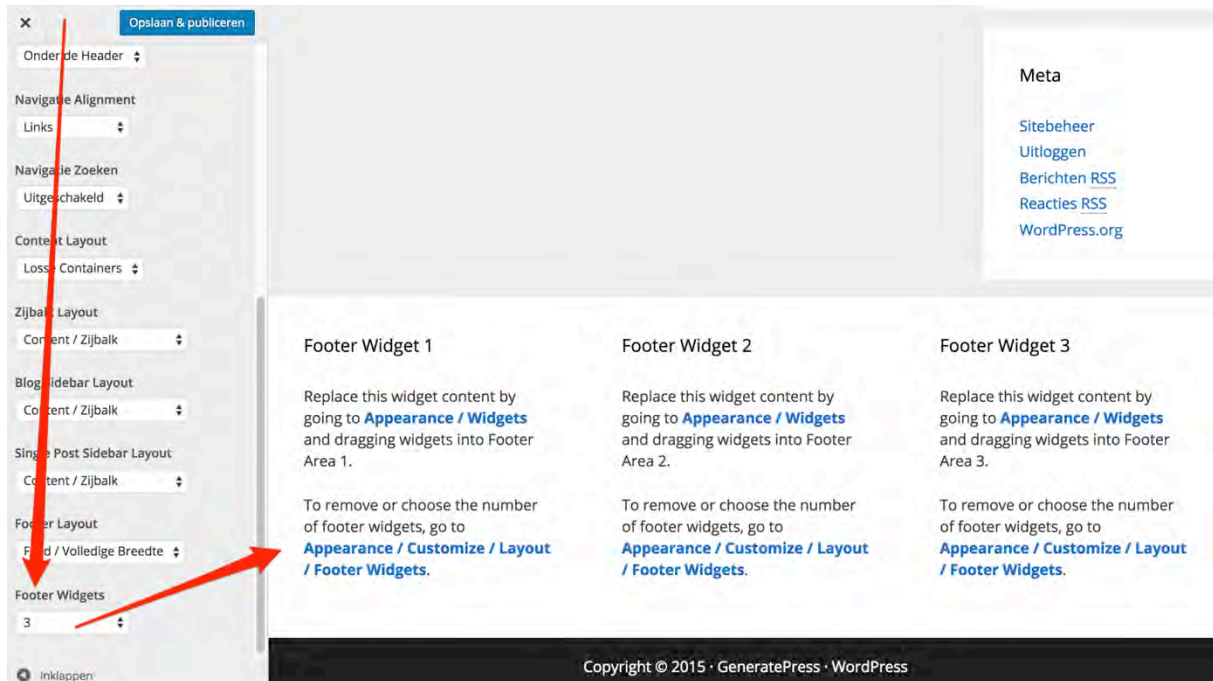 ×
Opslaan & publiceren
Onder de Header
Navigatie Alignment
Links
Navigatie Zoeken
Uitgeschakeld
Content Layout
Losse Containers
Zijbalk Layout
Content / Zijbalk
Blog Sidebar Layout
Content / Zijbalk
Single Post Sidebar Layout
Content / Zijbalk
Footer Layout
Fluid / Volledige Breedte
Footer Widgets
3
Inklappen
Meta
Sitebeheer
Uitloggen
Berichten RSS
Reacties RSS
WordPress.org
Footer Widget 1
Replace this widget content by
going to Appearance / Widgets
and dragging widgets into Footer
Area 1.
To remove or choose the number
of footer widgets, go to
Appearance / Customize / Layout
/ Footer Widgets.
Footer Widget 2
Replace this widget content by
going to Appearance / Widgets
and dragging widgets into Footer
Area 2.
To remove or choose the number
of footer widgets, go to
Appearance / Customize / Layout
/ Footer Widgets.
Footer Widget 3
Replace this widget content by
going to Appearance / Widgets
and dragging widgets into Footer
Area 3.
To remove or choose the number
of footer widgets, go to
Appearance / Customize / Layout
/ Footer Widgets.
Copyright © 2015 · GeneratePress · WordPress